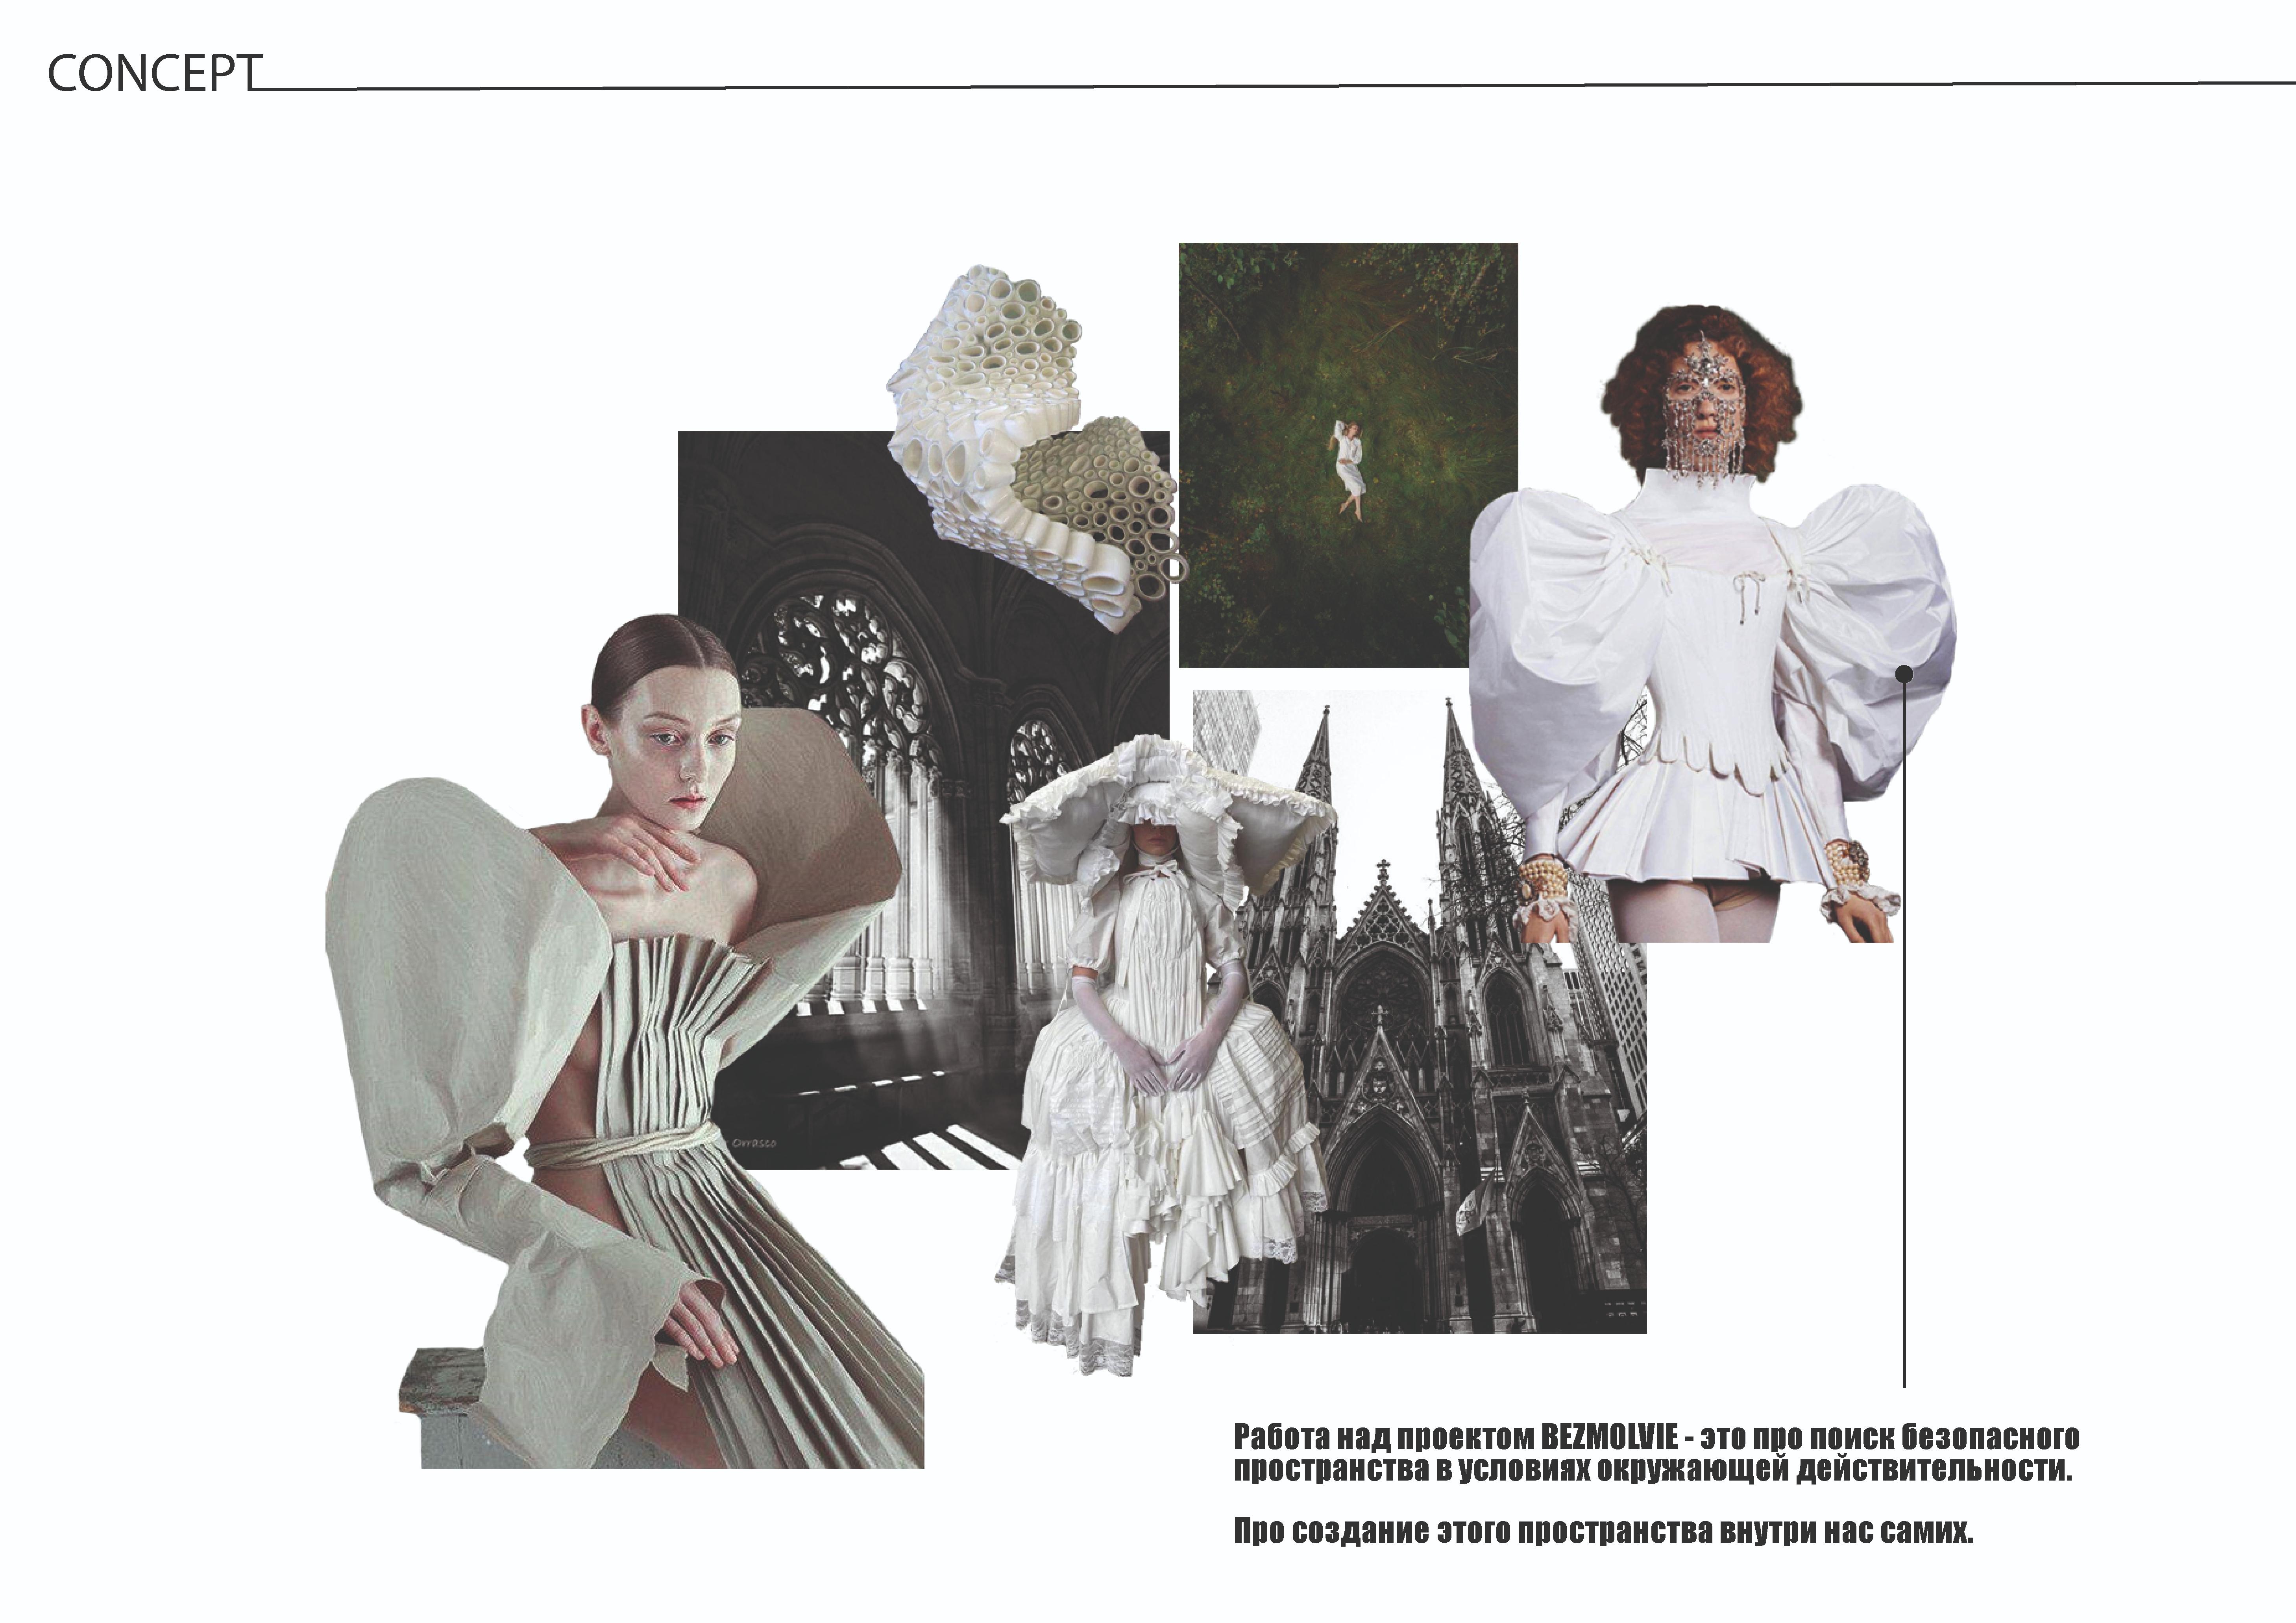 CONCEPT
Orrasco
Работа над проектом BEZMOLVIE - это про поиск безопасного
пространства в условиях окружающей действительности.
Про создание этого пространства внутри нас самих.